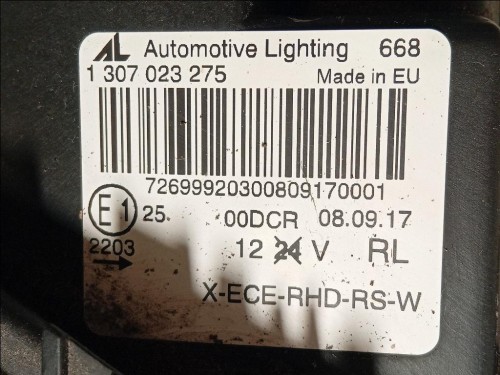 AL Automotive Lighting 668
1 307 023 275 Made in EU
72699920300809170001
E1 25 00DCR 08.09.17
2203 12 24 V RL
X-ECE-RHD-RS-W